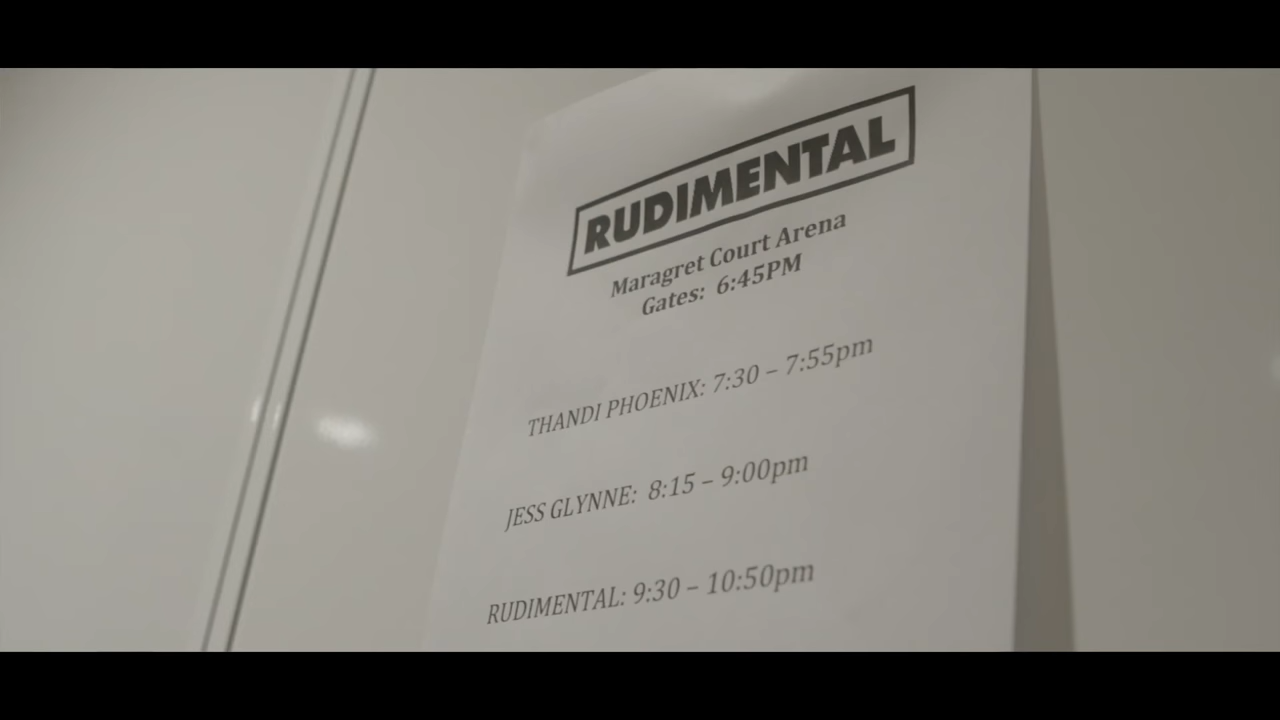 RUDIMENTAL
Maragret Court Arena
Gates: 6:45PM
THANDI PHOENIX: 7:30 – 7:55pm
JESS GLYNNE: 8:15 – 9:00pm
RUDIMENTAL: 9:30 – 10:50pm